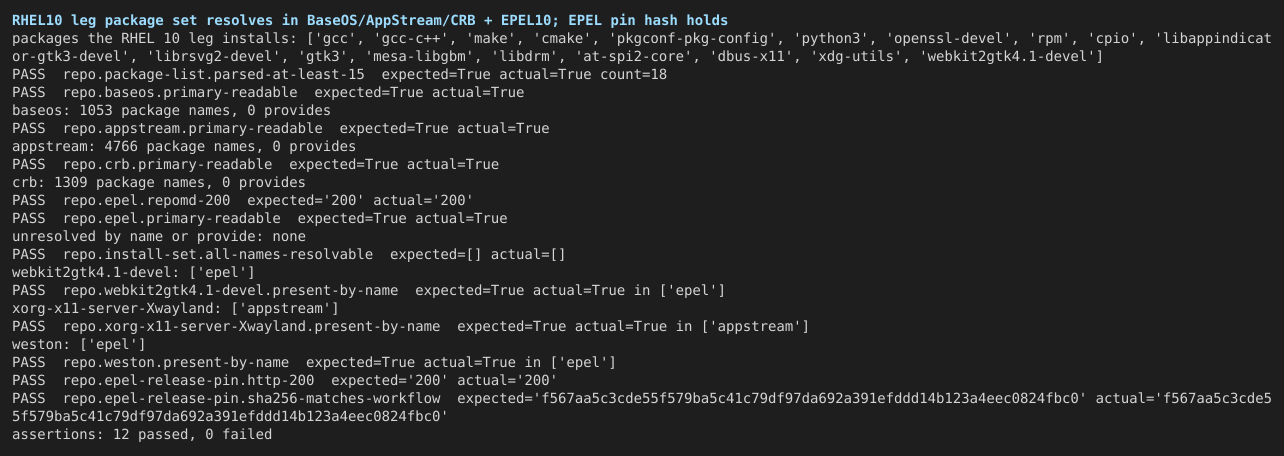 RHEL10 leg package set resolves in BaseOS/AppStream/CRB + EPEL10; EPEL pin hash holds
packages the RHEL 10 leg installs: ['gcc', 'gcc-c++', 'make', 'cmake', 'pkgconf-pkg-config', 'python3', 'openssl-devel', 'rpm', 'cpio', 'libappindicat
or-gtk3-devel', 'librsvg2-devel', 'gtk3', 'mesa-libgbm', 'libdrm', 'at-spi2-core', 'dbus-x11', 'xdg-utils', 'webkit2gtk4.1-devel']
PASS  repo.package-list.parsed-at-least-15  expected=True actual=True count=18
PASS  repo.baseos.primary-readable  expected=True actual=True
baseos: 1053 package names, 0 provides
PASS  repo.appstream.primary-readable  expected=True actual=True
appstream: 4766 package names, 0 provides
PASS  repo.crb.primary-readable  expected=True actual=True
crb: 1309 package names, 0 provides
PASS  repo.epel.repomd-200  expected='200' actual='200'
PASS  repo.epel.primary-readable  expected=True actual=True
unresolved by name or provide: none
PASS  repo.install-set.all-names-resolvable  expected=[] actual=[]
webkit2gtk4.1-devel: ['epel']
PASS  repo.webkit2gtk4.1-devel.present-by-name  expected=True actual=True in ['epel']
xorg-x11-server-Xwayland: ['appstream']
PASS  repo.xorg-x11-server-Xwayland.present-by-name  expected=True actual=True in ['appstream']
weston: ['epel']
PASS  repo.weston.present-by-name  expected=True actual=True in ['epel']
PASS  repo.epel-release-pin.http-200  expected='200' actual='200'
PASS  repo.epel-release-pin.sha256-matches-workflow  expected='f567aa5c3cde55f579ba5c41c79df97da692a391efddd14b123a4eec0824fbc0' actual='f567aa5c3cde5
5f579ba5c41c79df97da692a391efddd14b123a4eec0824fbc0'
assertions: 12 passed, 0 failed